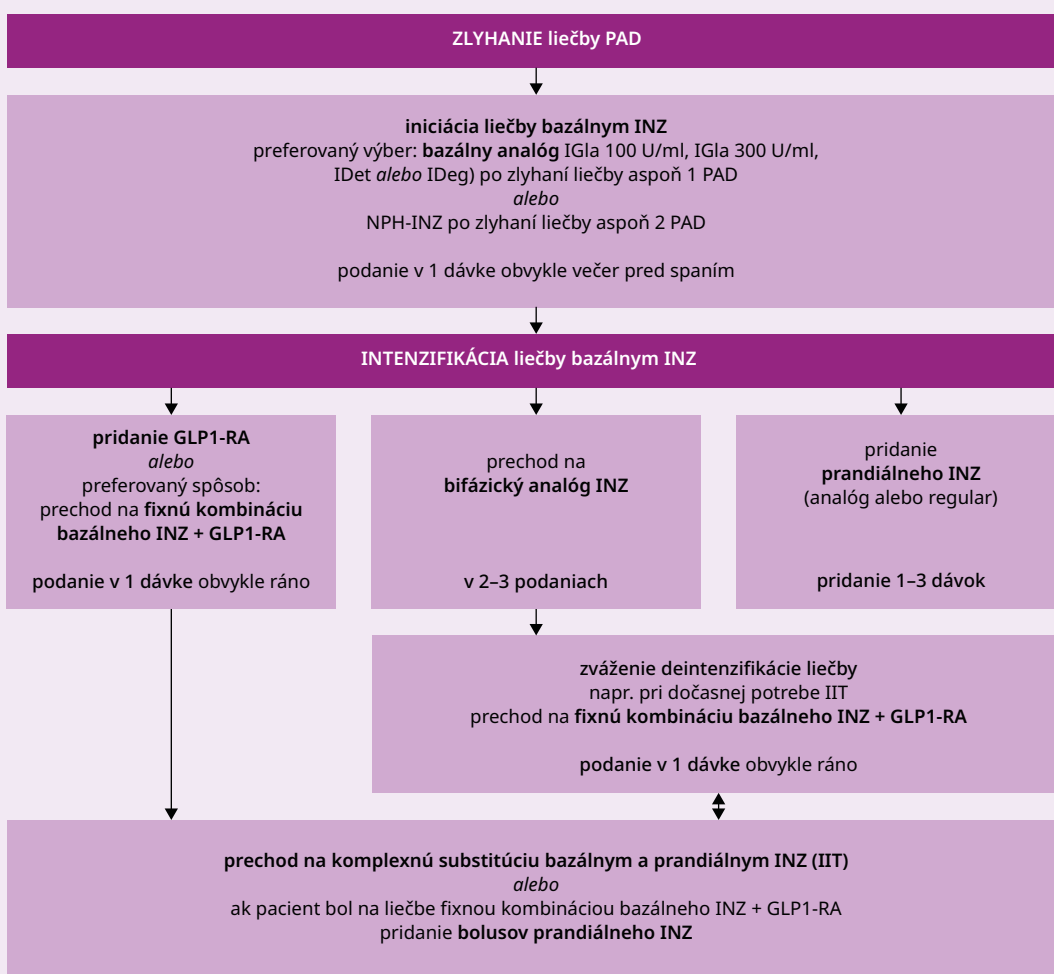 ZLYHANIE liečby PAD
iniciácia liečby bazálnym INZ
preferovaný výber: bazálny analóg IGla 100 U/ml, IGla 300 U/ml,
IDet alebo IDeg) po zlyhaní liečby aspoň 1 PAD
alebo
NPH-INZ po zlyhaní liečby aspoň 2 PAD
podanie v 1 dávke obvykle večer pred spaním
INTENZIFIKÁCIA liečby bazálnym INZ
pridanie GLP1-RA
alebo
preferovaný spôsob:
prechod na fixnú kombináciu
bazálneho INZ + GLP1-RA
podanie v 1 dávke obvykle ráno
prechod na
bifázický analóg INZ
v 2–3 podaniach
pridanie
prandiálneho INZ
(analóg alebo regular)
pridanie 1–3 dávok
zváženie deintenzifikácie liečby
napr. pri dočasnej potrebe IIT
prechod na fixnú kombináciu bazálneho INZ + GLP1-RA
podanie v 1 dávke obvykle ráno
prechod na komplexnú substitúciu bazálnym a prandiálnym INZ (IIT)
alebo
ak pacient bol na liečbe fixnou kombináciou bazálneho INZ + GLP1-RA
pridanie bolusov prandiálneho INZ